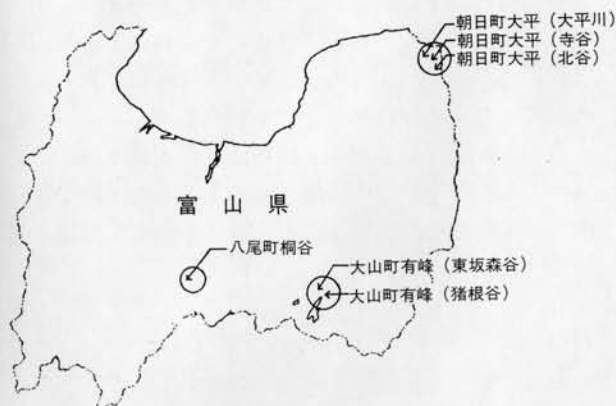 朝日町大平（大平川）
朝日町大平（寺谷）
朝日町大平（北谷）
富山県
八尾町桐谷
大山町有峰（東坂森谷）
大山町有峰（猪根谷）